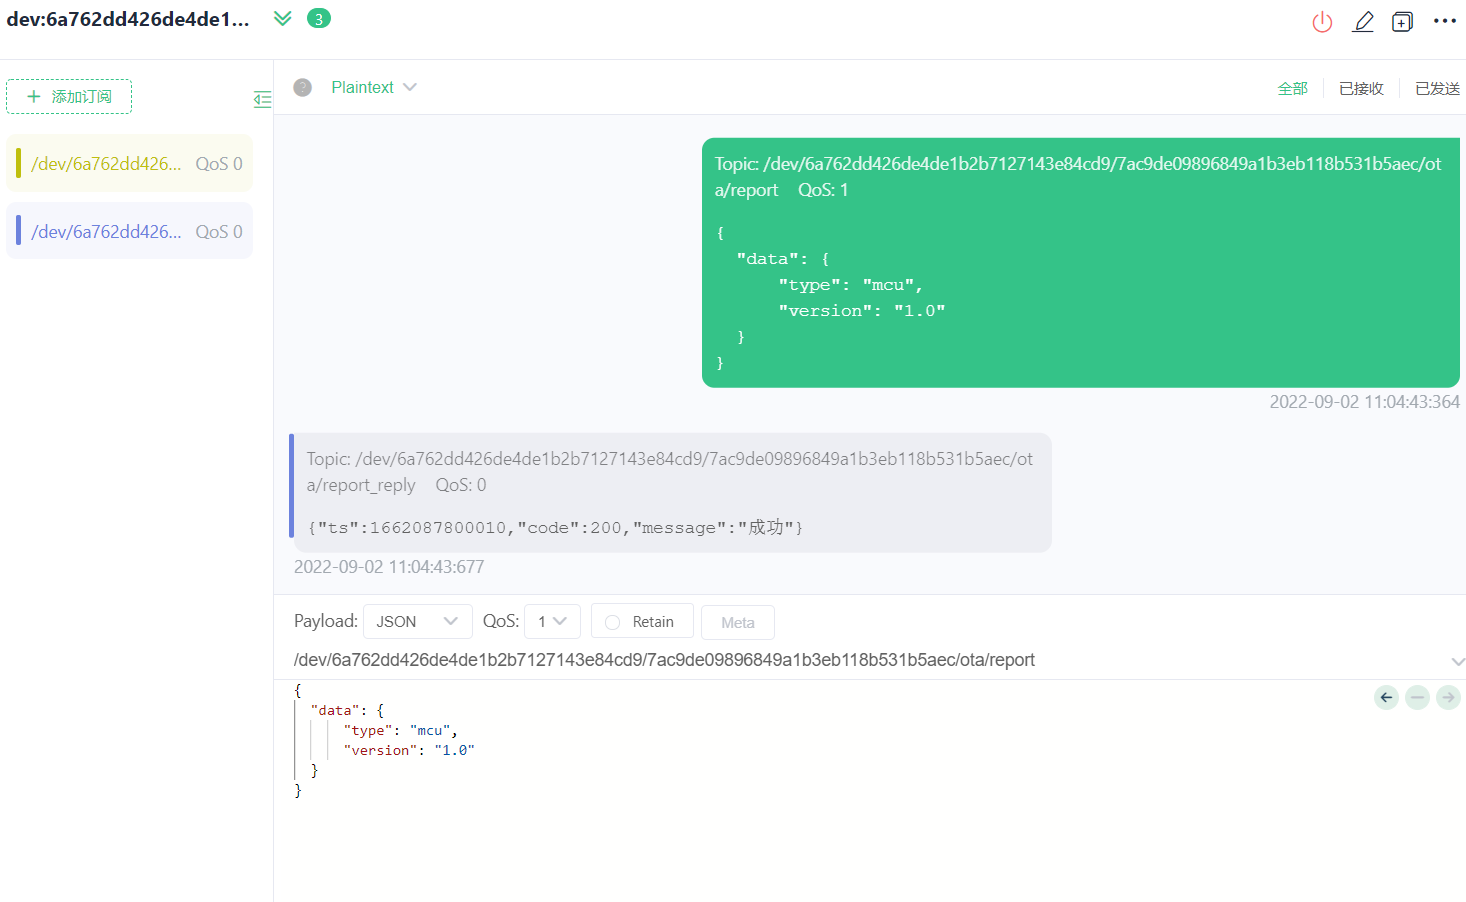 dev:6a762dd426de4de1... 3
添加订阅
/dev/6a762dd426... QoS 0
/dev/6a762dd426... QoS 0
? Plaintext
全部 已接收 已发送
Topic: /dev/6a762dd426de4de1b2b7127143e84cd9/7ac9de09896849a1b3eb118b531b5aec/ot
a/report QoS: 1
{
"data": {
"type": "mcu",
"version": "1.0"
}
}
2022-09-02 11:04:43:364
Topic: /dev/6a762dd426de4de1b2b7127143e84cd9/7ac9de09896849a1b3eb118b531b5aec/ot
a/report_reply QoS: 0
{"ts":1662087800010,"code":200,"message":"成功"}
2022-09-02 11:04:43:677
Payload: JSON QoS: 1 Retain Meta
/dev/6a762dd426de4de1b2b7127143e84cd9/7ac9de09896849a1b3eb118b531b5aec/ota/report
{
"data": {
"type": "mcu",
"version": "1.0"
}
}